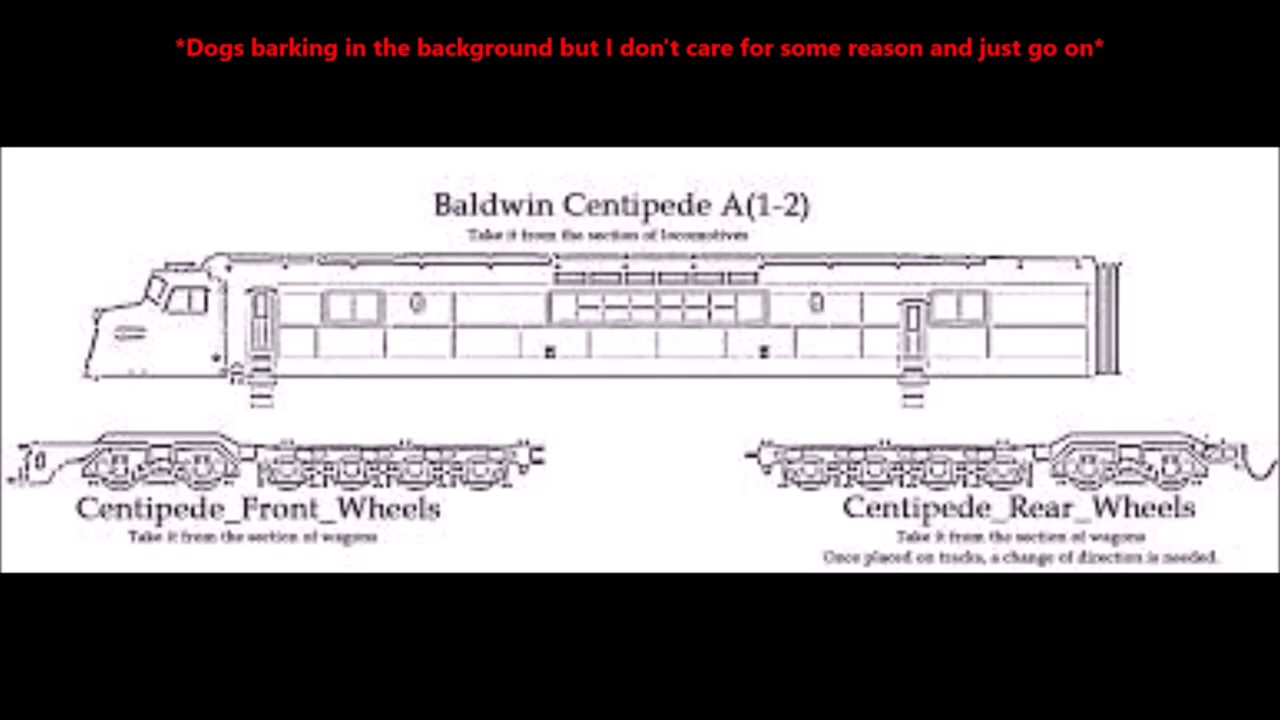 *Dogs barking in the background but I don't care for some reason and just go on*
Baldwin Centipede A(1-2)
Take it from the section of locomotives
Centipede_Front_Wheels
Take it from the section of wagons
Centipede_Rear_Wheels
Take it from the section of wagons
Once placed on tracks, a change of direction is needed.